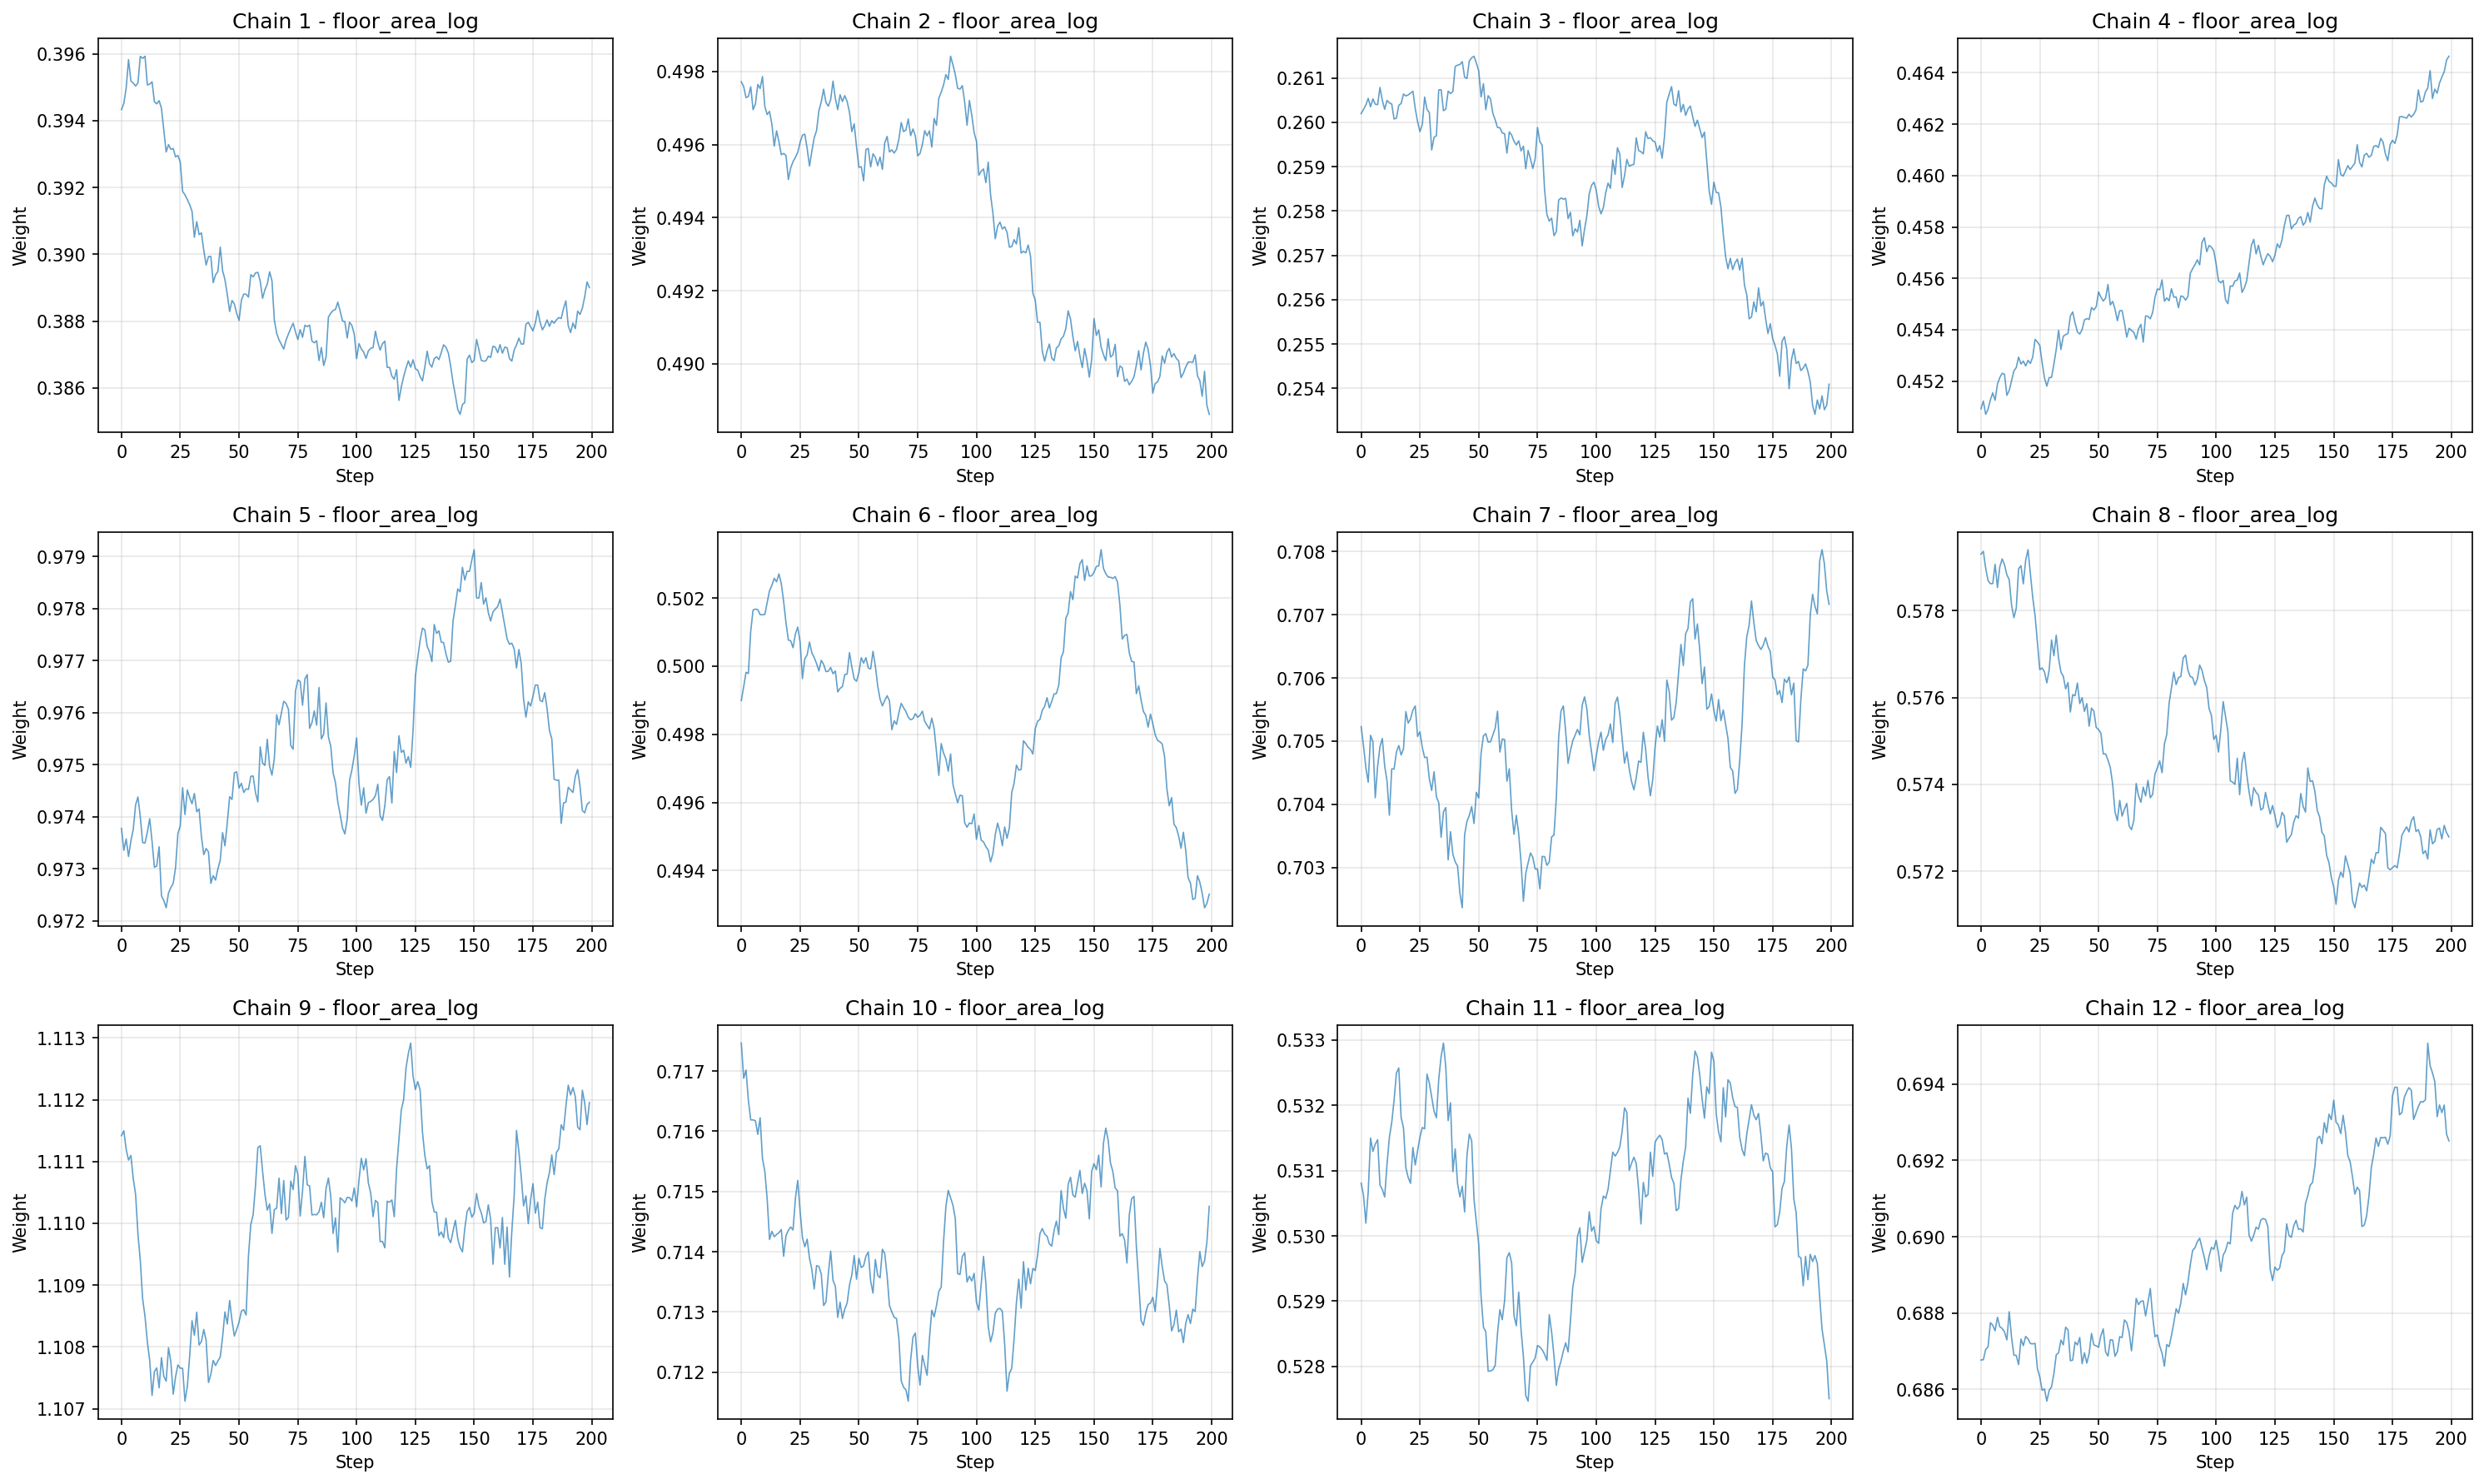 Chain 1 - floor_area_log
0.396
0.394
0.392
0.390
0.388
0.386
Weight
0 25 50 75 100 125 150 175 200
Step
Chain 2 - floor_area_log
0.498
0.496
0.494
0.492
0.490
Weight
0 25 50 75 100 125 150 175 200
Step
Chain 3 - floor_area_log
0.261
0.260
0.259
0.258
0.257
0.256
0.255
0.254
Weight
0 25 50 75 100 125 150 175 200
Step
Chain 4 - floor_area_log
0.464
0.462
0.460
0.458
0.456
0.454
0.452
Weight
0 25 50 75 100 125 150 175 200
Step
Chain 5 - floor_area_log
0.979
0.978
0.977
0.976
0.975
0.974
0.973
0.972
Weight
0 25 50 75 100 125 150 175 200
Step
Chain 6 - floor_area_log
0.502
0.500
0.498
0.496
0.494
Weight
0 25 50 75 100 125 150 175 200
Step
Chain 7 - floor_area_log
0.708
0.707
0.706
0.705
0.704
0.703
Weight
0 25 50 75 100 125 150 175 200
Step
Chain 8 - floor_area_log
0.578
0.576
0.574
0.572
Weight
0 25 50 75 100 125 150 175 200
Step
Chain 9 - floor_area_log
1.113
1.112
1.111
1.110
1.109
1.108
1.107
Weight
0 25 50 75 100 125 150 175 200
Step
Chain 10 - floor_area_log
0.717
0.716
0.715
0.714
0.713
0.712
Weight
0 25 50 75 100 125 150 175 200
Step
Chain 11 - floor_area_log
0.533
0.532
0.531
0.530
0.529
0.528
Weight
0 25 50 75 100 125 150 175 200
Step
Chain 12 - floor_area_log
0.694
0.692
0.690
0.688
0.686
Weight
0 25 50 75 100 125 150 175 200
Step